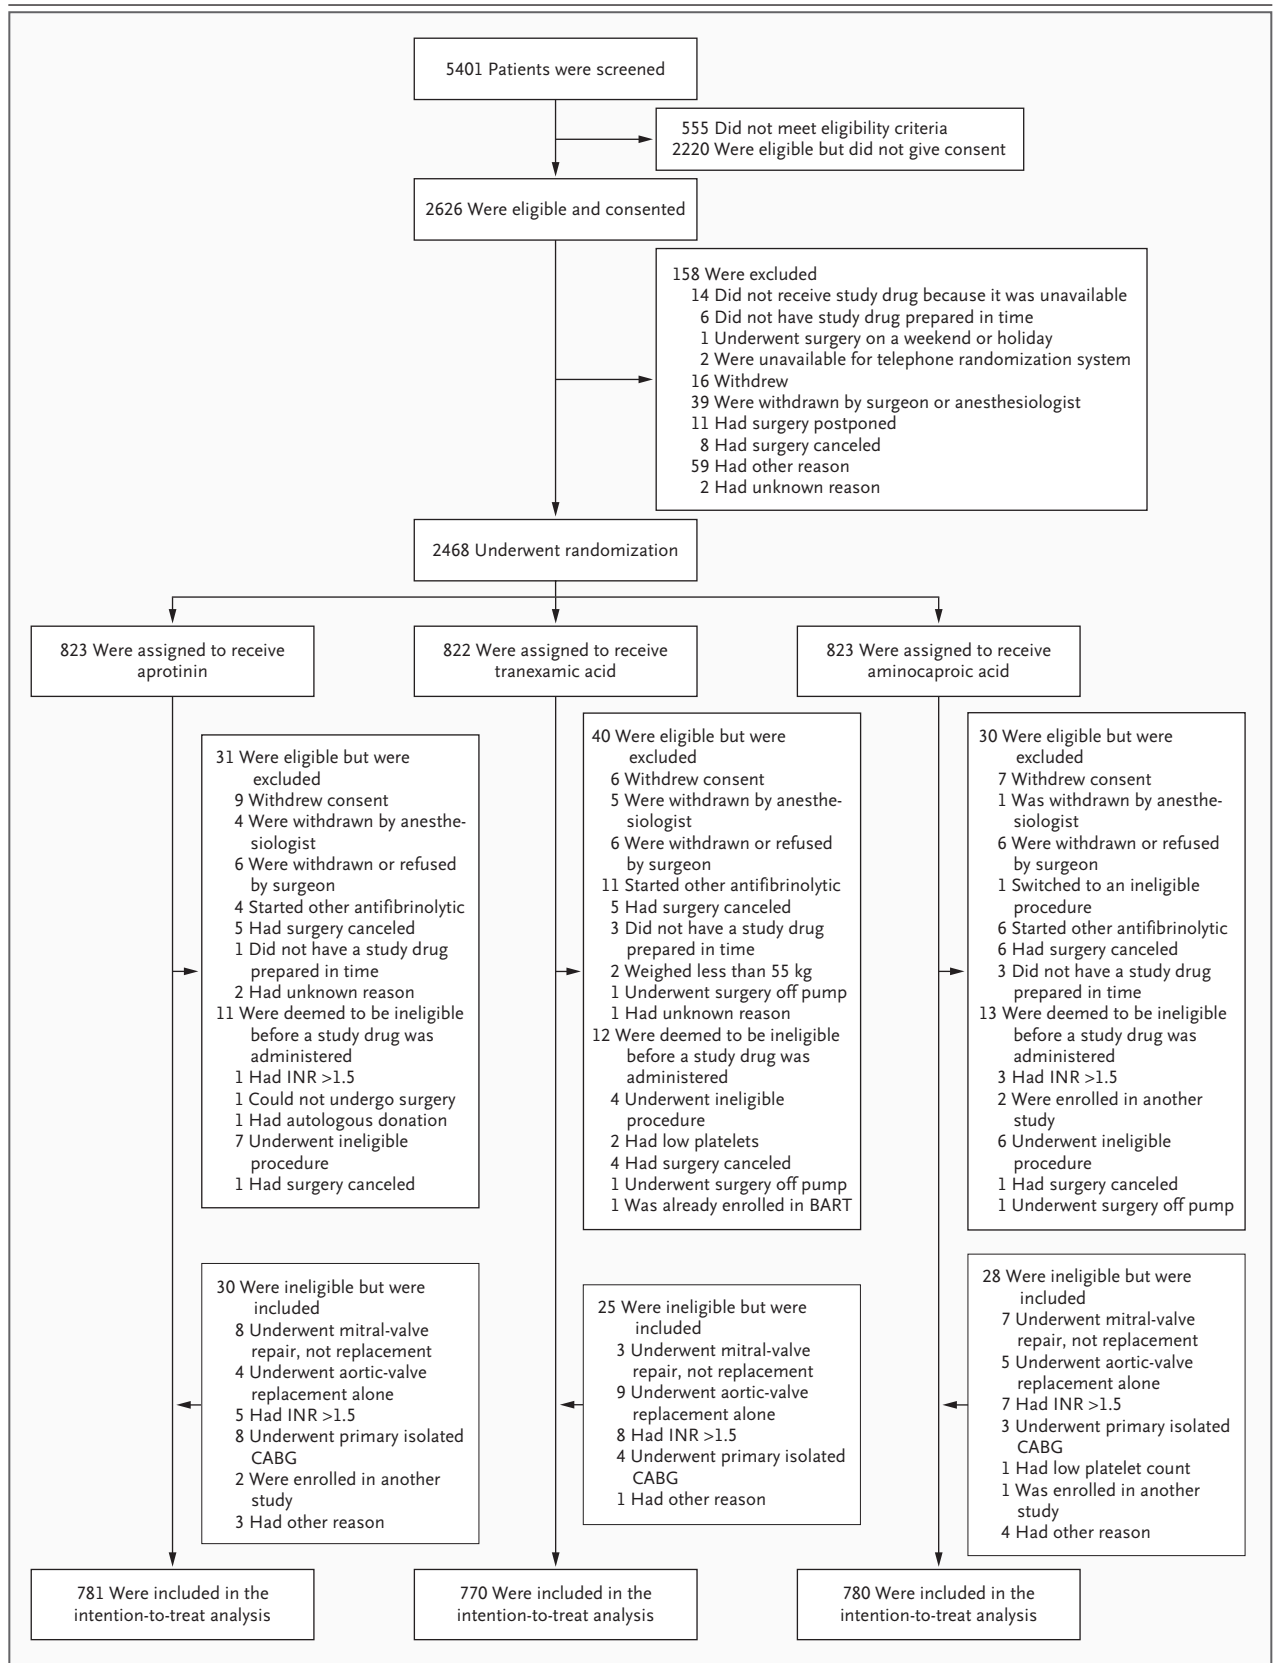 5401 Patients were screened
555 Did not meet eligibility criteria
2220 Were eligible but did not give consent
2626 Were eligible and consented
158 Were excluded
14 Did not receive study drug because it was unavailable
6 Did not have study drug prepared in time
1 Underwent surgery on a weekend or holiday
2 Were unavailable for telephone randomization system
16 Withdrew
39 Were withdrawn by surgeon or anesthesiologist
11 Had surgery postponed
8 Had surgery canceled
59 Had other reason
2 Had unknown reason
2468 Underwent randomization
823 Were assigned to receive
aprotinin
822 Were assigned to receive
tranexamic acid
823 Were assigned to receive
aminocaproic acid
31 Were eligible but were
excluded
9 Withdrew consent
4 Were withdrawn by anesthe-
siologist
6 Were withdrawn or refused
by surgeon
4 Started other antifibrinolytic
5 Had surgery canceled
1 Did not have a study drug
prepared in time
2 Had unknown reason
11 Were deemed to be ineligible
before a study drug was
administered
1 Had INR >1.5
1 Could not undergo surgery
1 Had autologous donation
7 Underwent ineligible
procedure
1 Had surgery canceled
40 Were eligible but were
excluded
6 Withdrew consent
5 Were withdrawn by anesthe-
siologist
6 Were withdrawn or refused
by surgeon
11 Started other antifibrinolytic
5 Had surgery canceled
3 Did not have a study drug
prepared in time
2 Weighed less than 55 kg
1 Underwent surgery off pump
1 Had unknown reason
12 Were deemed to be ineligible
before a study drug was
administered
4 Underwent ineligible
procedure
2 Had low platelets
4 Had surgery canceled
1 Underwent surgery off pump
1 Was already enrolled in BART
30 Were eligible but were
excluded
7 Withdrew consent
1 Was withdrawn by anesthe-
siologist
6 Were withdrawn or refused
by surgeon
1 Switched to an ineligible
procedure
6 Started other antifibrinolytic
6 Had surgery canceled
3 Did not have a study drug
prepared in time
13 Were deemed to be ineligible
before a study drug was
administered
3 Had INR >1.5
2 Were enrolled in another
study
6 Underwent ineligible
procedure
1 Had surgery canceled
1 Underwent surgery off pump
30 Were ineligible but were
included
8 Underwent mitral-valve
repair, not replacement
4 Underwent aortic-valve
replacement alone
5 Had INR >1.5
8 Underwent primary isolated
CABG
2 Were enrolled in another
study
3 Had other reason
25 Were ineligible but were
included
3 Underwent mitral-valve
repair, not replacement
9 Underwent aortic-valve
replacement alone
8 Had INR >1.5
4 Underwent primary isolated
CABG
1 Had other reason
28 Were ineligible but were
included
7 Underwent mitral-valve
repair, not replacement
5 Underwent aortic-valve
replacement alone
7 Had INR >1.5
3 Underwent primary isolated
CABG
1 Had low platelet count
1 Was enrolled in another
study
4 Had other reason
781 Were included in the
intention-to-treat analysis
770 Were included in the
intention-to-treat analysis
780 Were included in the
intention-to-treat analysis